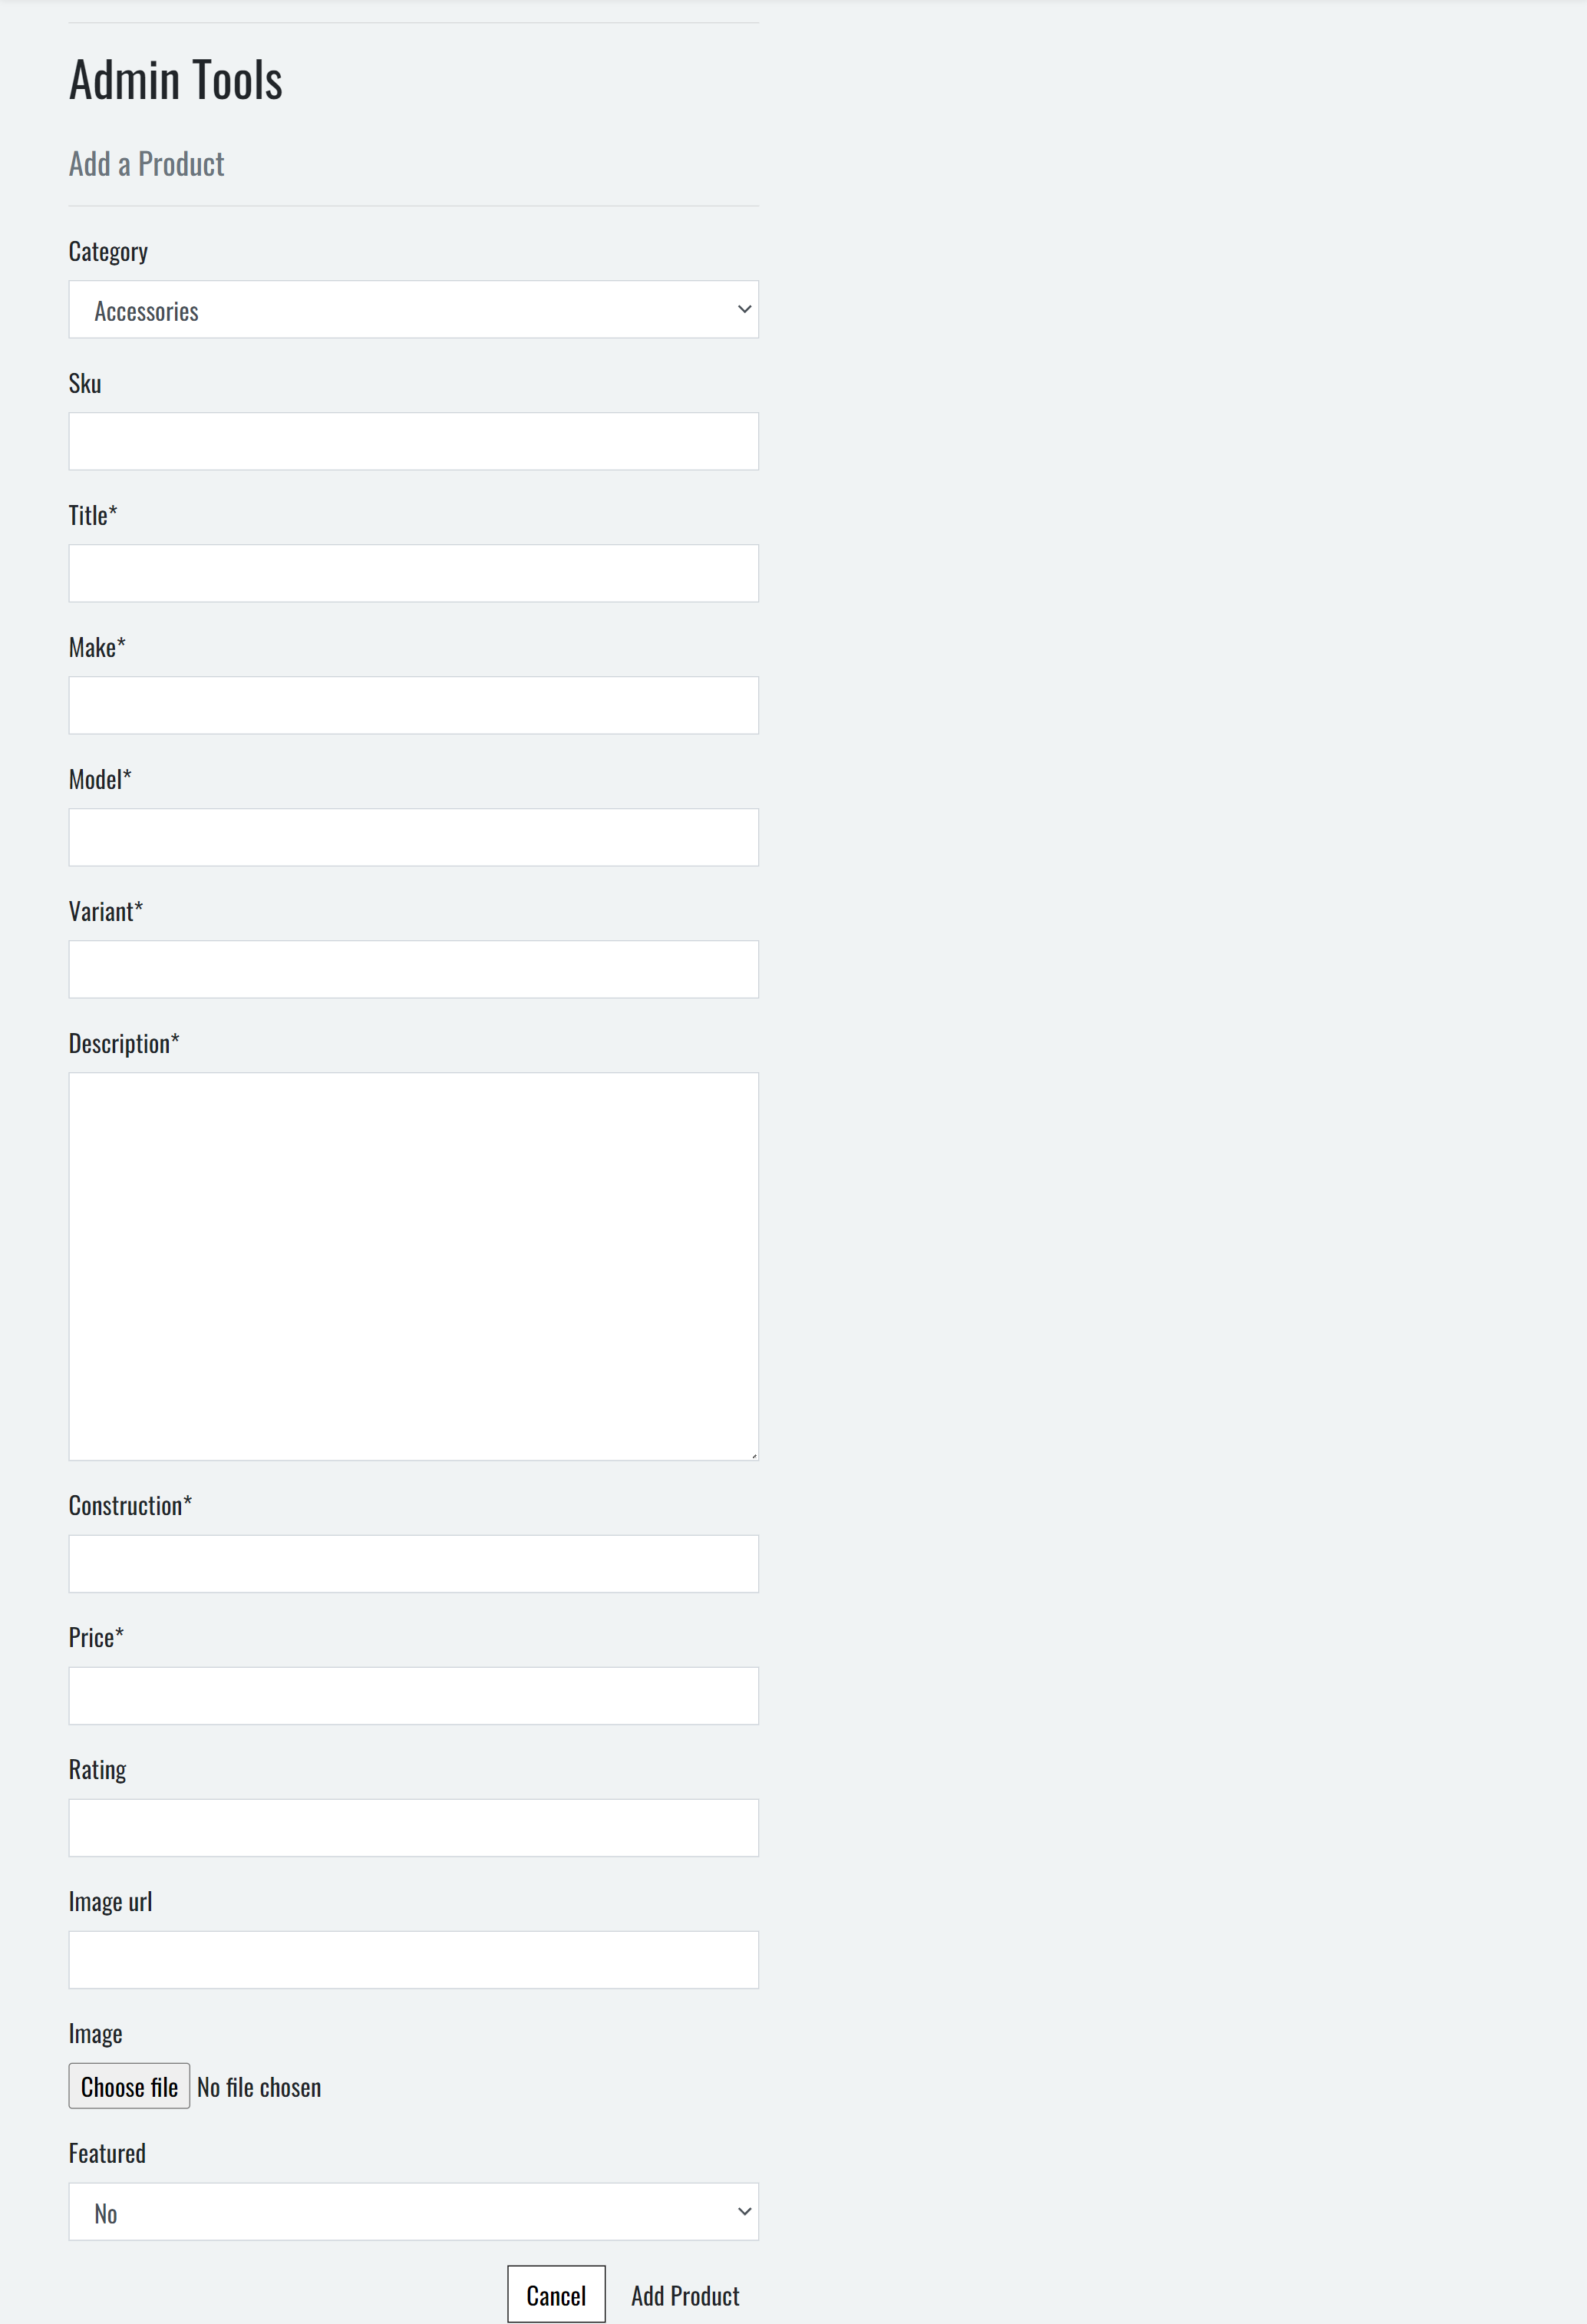 Admin Tools
Add a Product
Category
Accessories
Sku
Title*
Make*
Model*
Variant*
Description*
Construction*
Price*
Rating
Image url
Image
Choose file No file chosen
Featured
No
Cancel Add Product